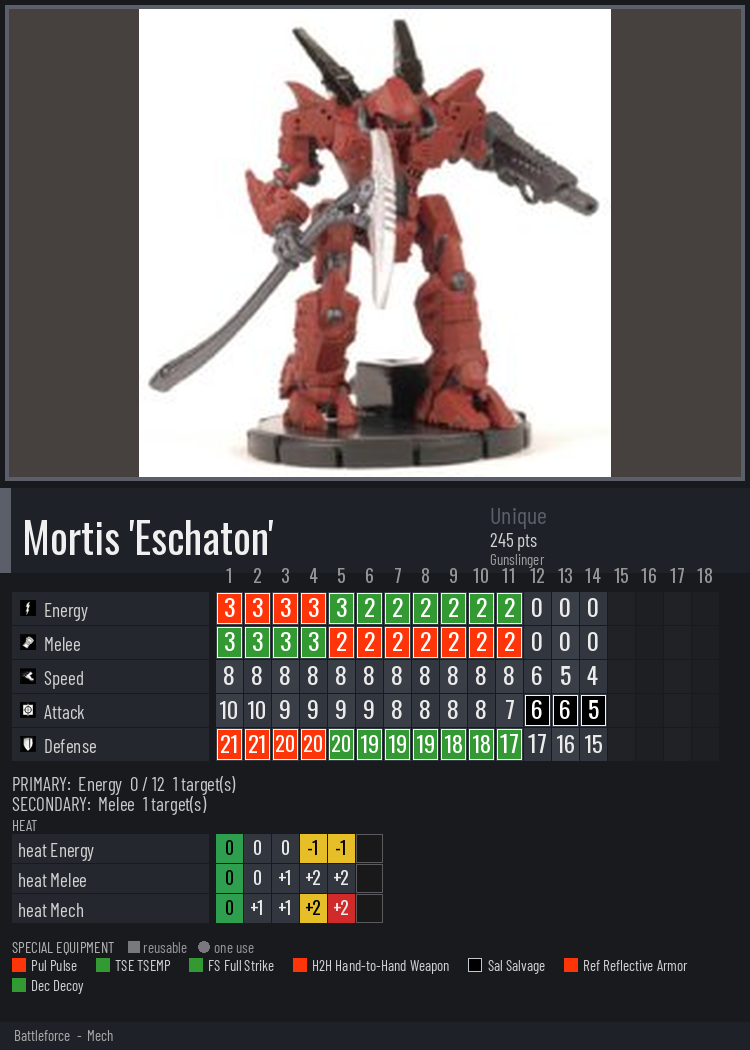 Mortis 'Eschaton'
Unique
245 pts
Gunslinger
1 2 3 4 5 6 7 8 9 10 11 12 13 14 15 16 17 18
Energy 3 3 3 3 3 2 2 2 2 2 2 0 0 0
Melee 3 3 3 3 2 2 2 2 2 2 2 0 0 0
Speed 8 8 8 8 8 8 8 8 8 8 8 6 5 4
Attack 10 10 9 9 9 9 8 8 8 8 7 6 6 5
Defense 21 21 20 20 20 19 19 19 18 18 17 17 16 15
PRIMARY: Energy 0 / 12 1 target(s)
SECONDARY: Melee 1 target(s)
HEAT
heat Energy 0 0 0 -1 -1
heat Melee 0 0 +1 +2 +2
heat Mech 0 +1 +1 +2 +2
SPECIAL EQUIPMENT reusable one use
Pul Pulse TSE TSEMP FS Full Strike H2H Hand-to-Hand Weapon Sal Salvage Ref Reflective Armor
Dec Decoy
Battleforce - Mech